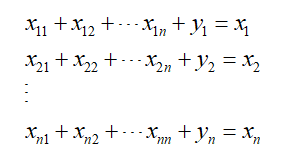 x₁₁ + x₁₂ + ⋯ x₁ₙ + y₁ = x₁
x₂₁ + x₂₂ + ⋯ x₂ₙ + y₂ = x₂
⋮
xₙ₁ + xₙ₂ + ⋯ xₙₙ + yₙ = xₙ